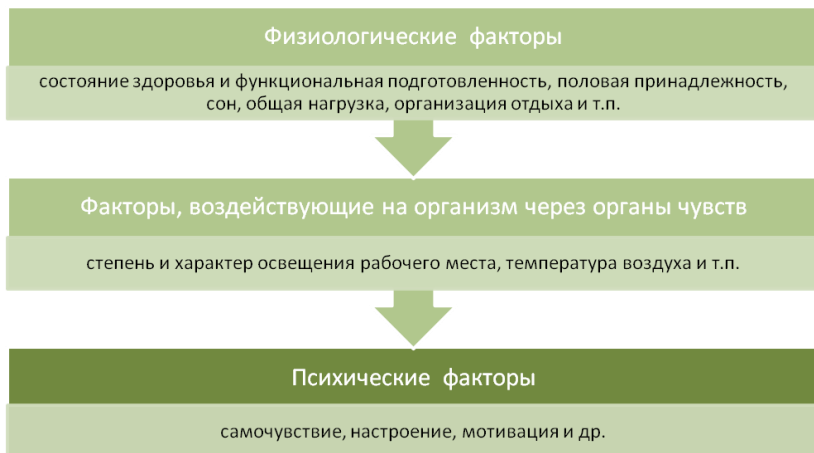 Физиологические факторы
состояние здоровья и функциональная подготовленность, половая принадлежность,
сон, общая нагрузка, организация отдыха и т.п.
Факторы, воздействующие на организм через органы чувств
степень и характер освещения рабочего места, температура воздуха и т.п.
Психические факторы
самочувствие, настроение, мотивация и др.